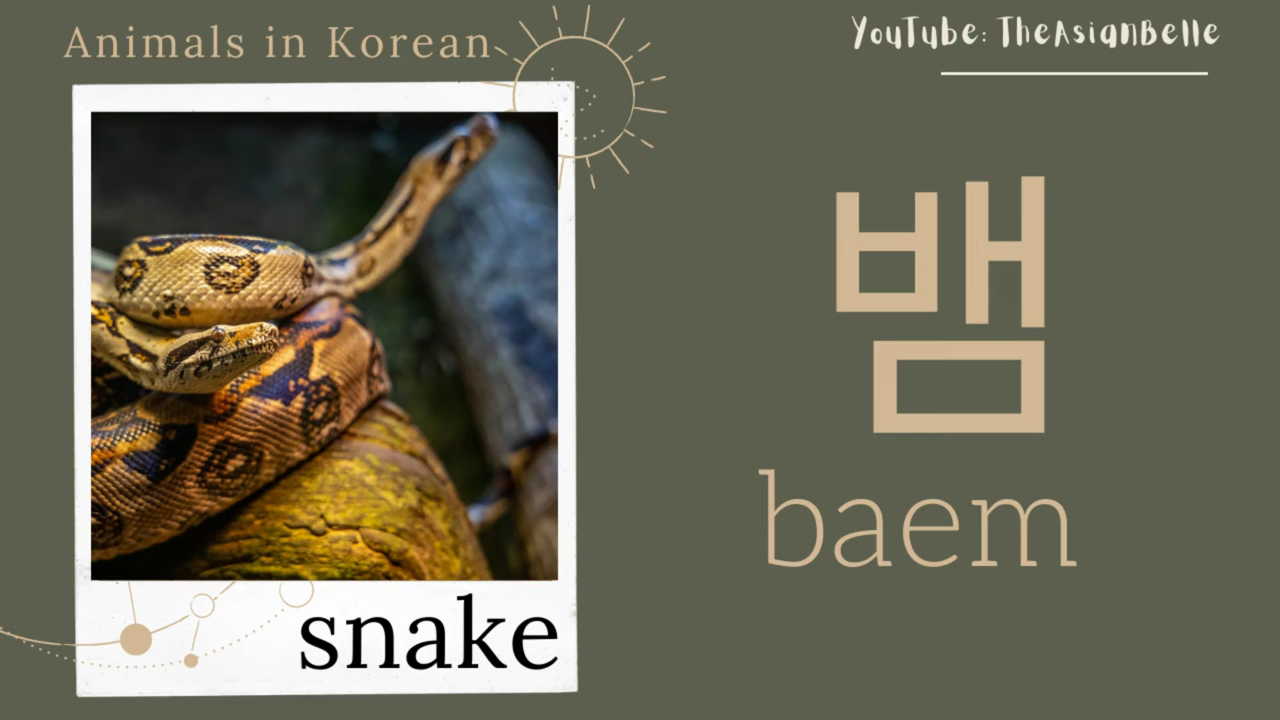 Animals in Korean
YouTube: TheAsianBelle
뱀
baem
snake